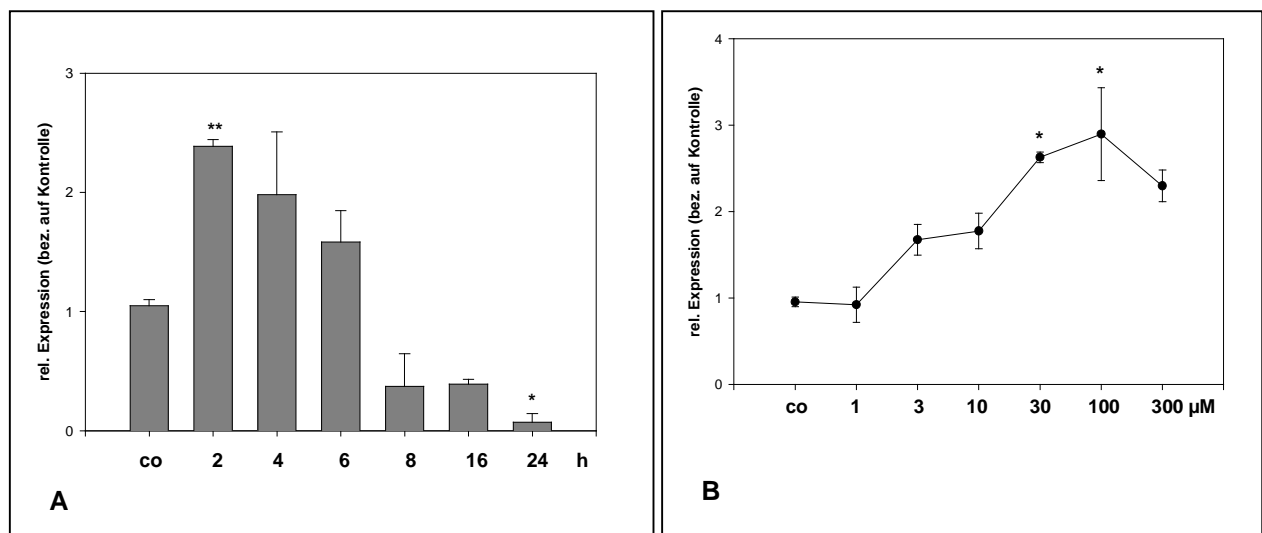 rel. Expression (bez. auf Kontrolle)
3
2
1
0
**
*
co 2 4 6 8 16 24 h
A
rel. Expression (bez. auf Kontrolle)
4
3
2
1
0
*
*
co 1 3 10 30 100 300 µM
B